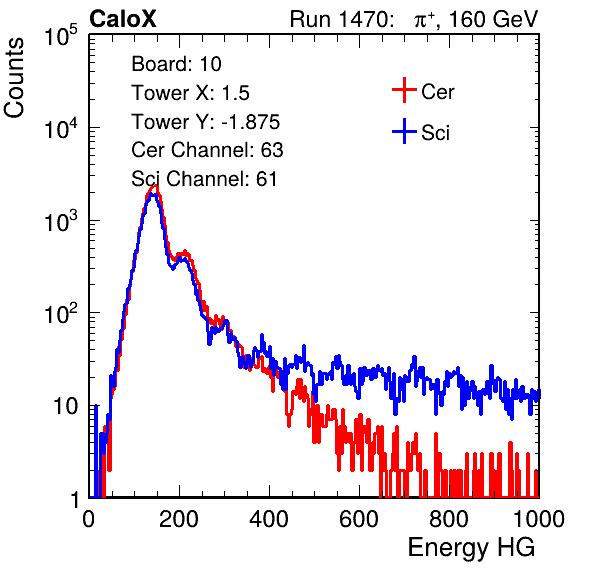 CaloX Run 1470: π⁺, 160 GeV
Counts
10⁵
10⁴
10³
10²
10
1
Board: 10
Tower X: 1.5
Tower Y: -1.875
Cer Channel: 63
Sci Channel: 61
Cer
Sci
0 200 400 600 800 1000
Energy HG